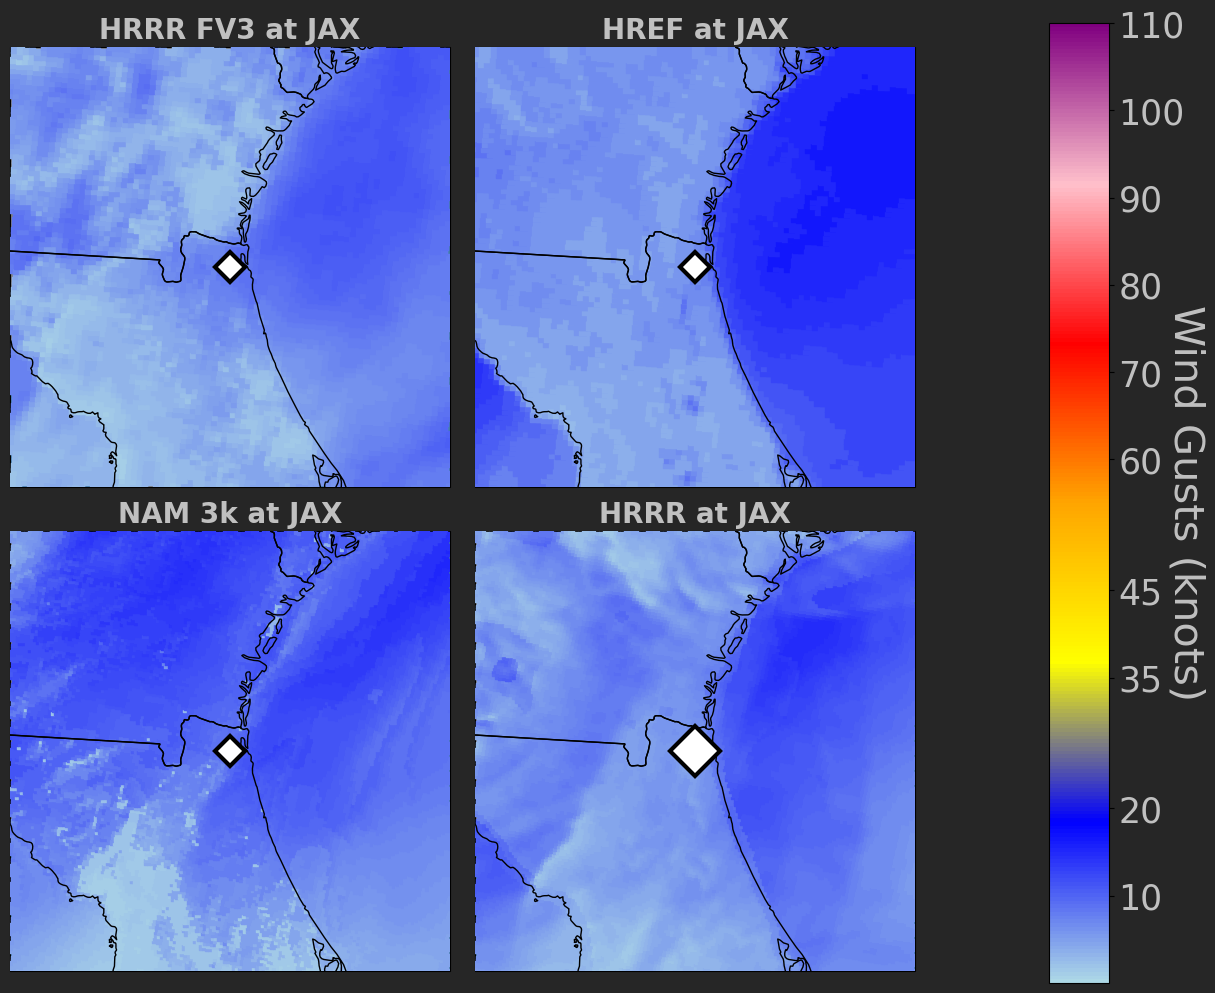 HRRR FV3 at JAX
HREF at JAX
NAM 3k at JAX
HRRR at JAX
110
100
90
80
70
60
45
35
20
10
Wind Gusts (knots)